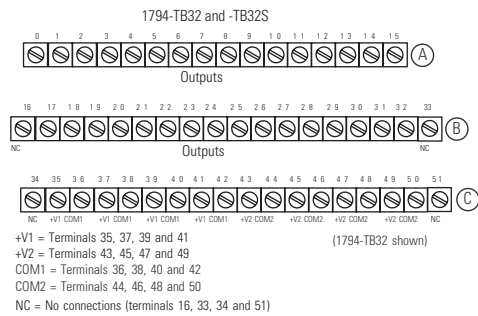 1794-TB32 and -TB32S
0 1 2 3 4 5 6 7 8 9 10 11 12 13 14 15
A
Outputs
16 17 18 19 20 21 22 23 24 25 26 27 28 29 30 31 32 33
B
NC NC
Outputs
34 35 36 37 38 39 40 41 42 43 44 45 46 47 48 49 50 51
C
NC +V1 COM1 +V1 COM1 +V1 COM1 +V1 COM1 +V2 COM2 +V2 COM2 +V2 COM2 +V2 COM2 NC
+V1 = Terminals 35, 37, 39 and 41
(1794-TB32 shown)
+V2 = Terminals 43, 45, 47 and 49
COM1 = Terminals 36, 38, 40 and 42
COM2 = Terminals 44, 46, 48 and 50
NC = No connections (terminals 16, 33, 34 and 51)